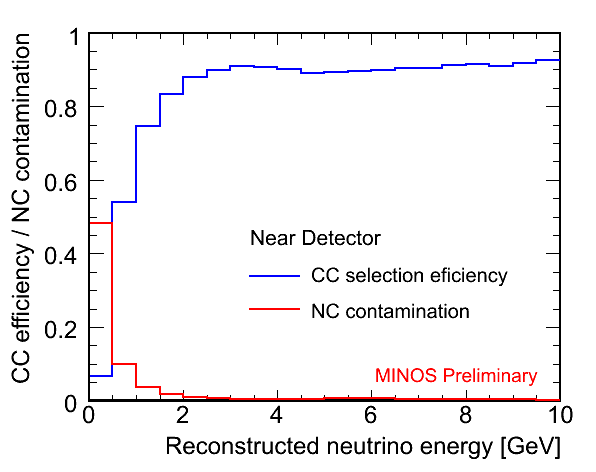 1
0.8
0.6
0.4
0.2
0
CC efficiency / NC contamination
Near Detector
CC selection eficiency
NC contamination
MINOS Preliminary
0 2 4 6 8 10
Reconstructed neutrino energy [GeV]